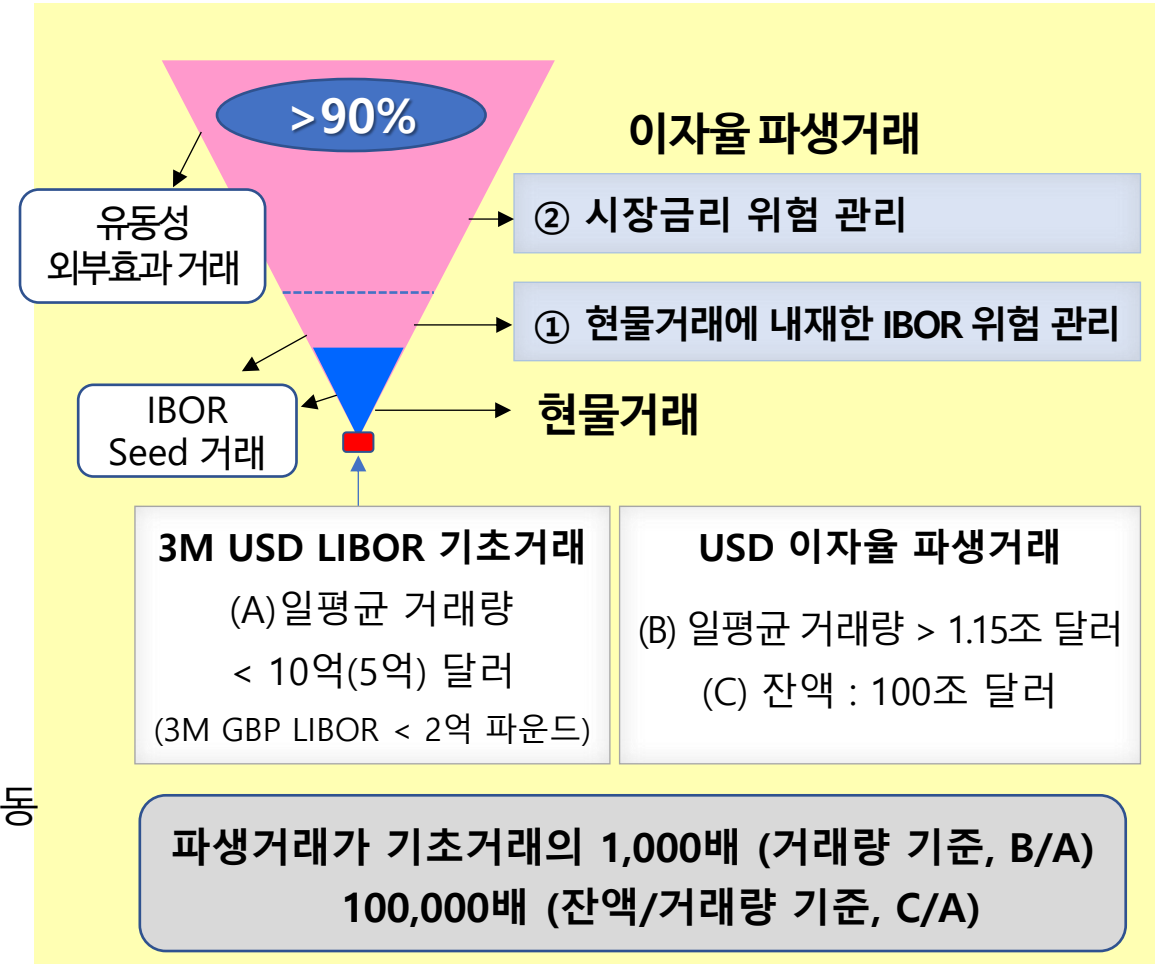 >90%
이자율 파생거래
유동성
외부효과 거래
② 시장금리 위험 관리
① 현물거래에 내재한 IBOR 위험 관리
IBOR
Seed 거래
현물거래
3M USD LIBOR 기초거래
(A)일평균 거래량
< 10억(5억) 달러
(3M GBP LIBOR < 2억 파운드)
USD 이자율 파생거래
(B) 일평균 거래량 > 1.15조 달러
(C) 잔액 : 100조 달러
동
파생거래가 기초거래의 1,000배 (거래량 기준, B/A)
100,000배 (잔액/거래량 기준, C/A)